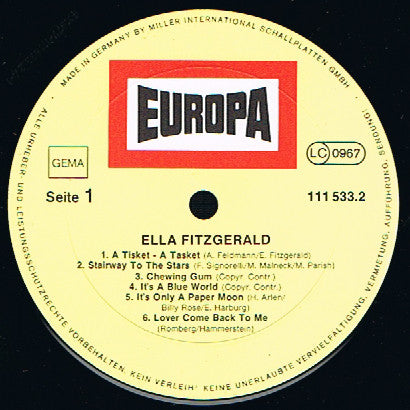 MADE IN GERMANY BY MILLER INTERNATIONAL SCHALLPLATTEN GMBH
EUROPA
GEMA
LC 0967
Seite 1
111 533.2
ELLA FITZGERALD
1. A Tisket - A Tasket (A. Feldmann/E. Fitzgerald)
2. Stairway To The Stars (F. Signorelli/M. Malneck/M. Parish)
3. Chewing Gum (Copyr. Contr.)
4. It's A Blue World (Copyr. Contr.)
5. It's Only A Paper Moon (H. Arlen/
Billy Rose/E. Harburg)
6. Lover Come Back To Me
(Romberg/Hammerstein)
ALLE URHEBER- UND LEISTUNGSSCHUTZRECHTE VORBEHALTEN. KEIN VERLEIH! KEINE UNERLAUBTE VERVIELFÄLTIGUNG, VERMIETUNG, AUFFÜHRUNG, SENDUNG!